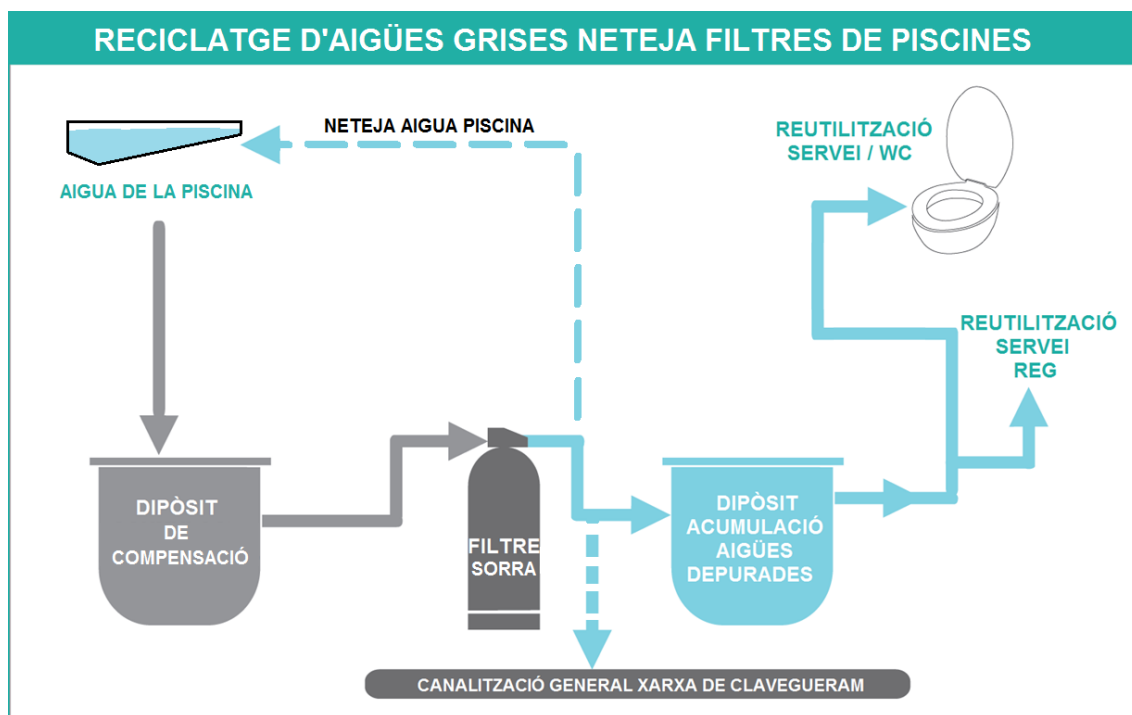 RECICLATGE D'AIGÜES GRISES NETEJA FILTRES DE PISCINES
NETEJA AIGUA PISCINA
REUTILITZACIÓ
SERVEI / WC
AIGUA DE LA PISCINA
REUTILITZACIÓ
SERVEI
REG
DIPÒSIT
DE
COMPENSACIÓ
FILTRE
SORRA
DIPÒSIT
ACUMULACIÓ
AIGÜES
DEPURADES
CANALITZACIÓ GENERAL XARXA DE CLAVEGUERAM